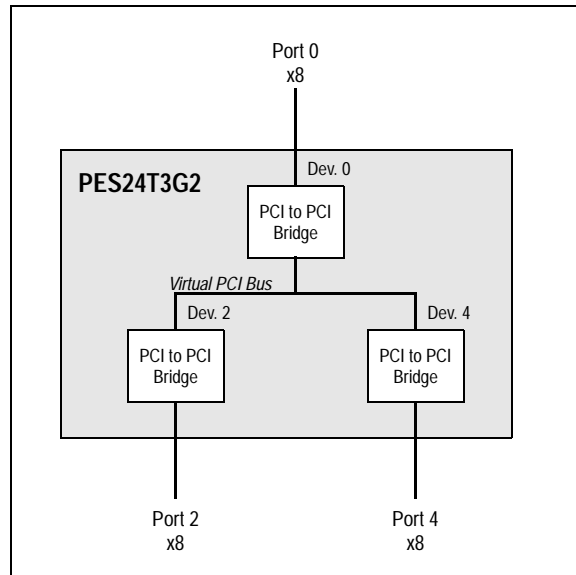 Port 0
x8
PES24T3G2
Dev. 0
PCI to PCI
Bridge
Virtual PCI Bus
Dev. 2
Dev. 4
PCI to PCI
Bridge
PCI to PCI
Bridge
Port 2
x8
Port 4
x8